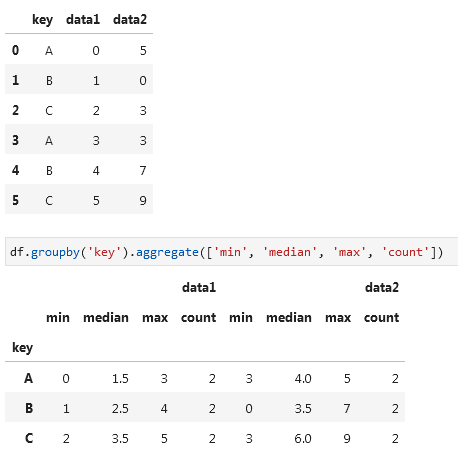 key data1 data2
0 A 0 5
1 B 1 0
2 C 2 3
3 A 3 3
4 B 4 7
5 C 5 9
df.groupby('key').aggregate(['min', 'median', 'max', 'count'])
data1 data2
min median max count min median max count
key
A 0 1.5 3 2 3 4.0 5 2
B 1 2.5 4 2 0 3.5 7 2
C 2 3.5 5 2 3 6.0 9 2